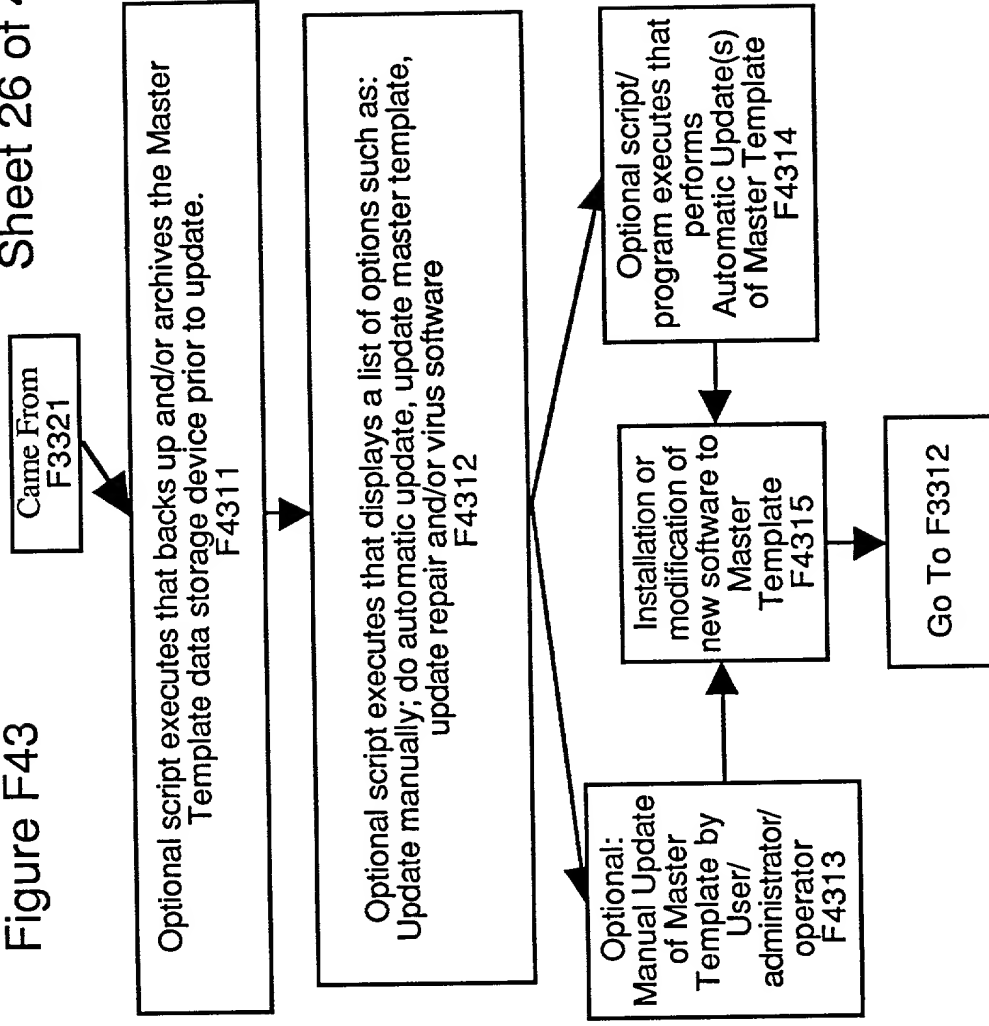 Figure F43
Sheet 26 of
Came From
F3321
Optional script executes that backs up and/or archives the Master
Template data storage device prior to update.
F4311
Optional script executes that displays a list of options such as:
Update manually; do automatic update, update master template,
update repair and/or virus software
F4312
Optional:
Manual Update
of Master
Template by
User/
administrator/
operator
F4313
Installation or
modification of
new software to
Master
Template
F4315
Optional script/
program executes that
performs
Automatic Update(s)
of Master Template
F4314
Go To F3312